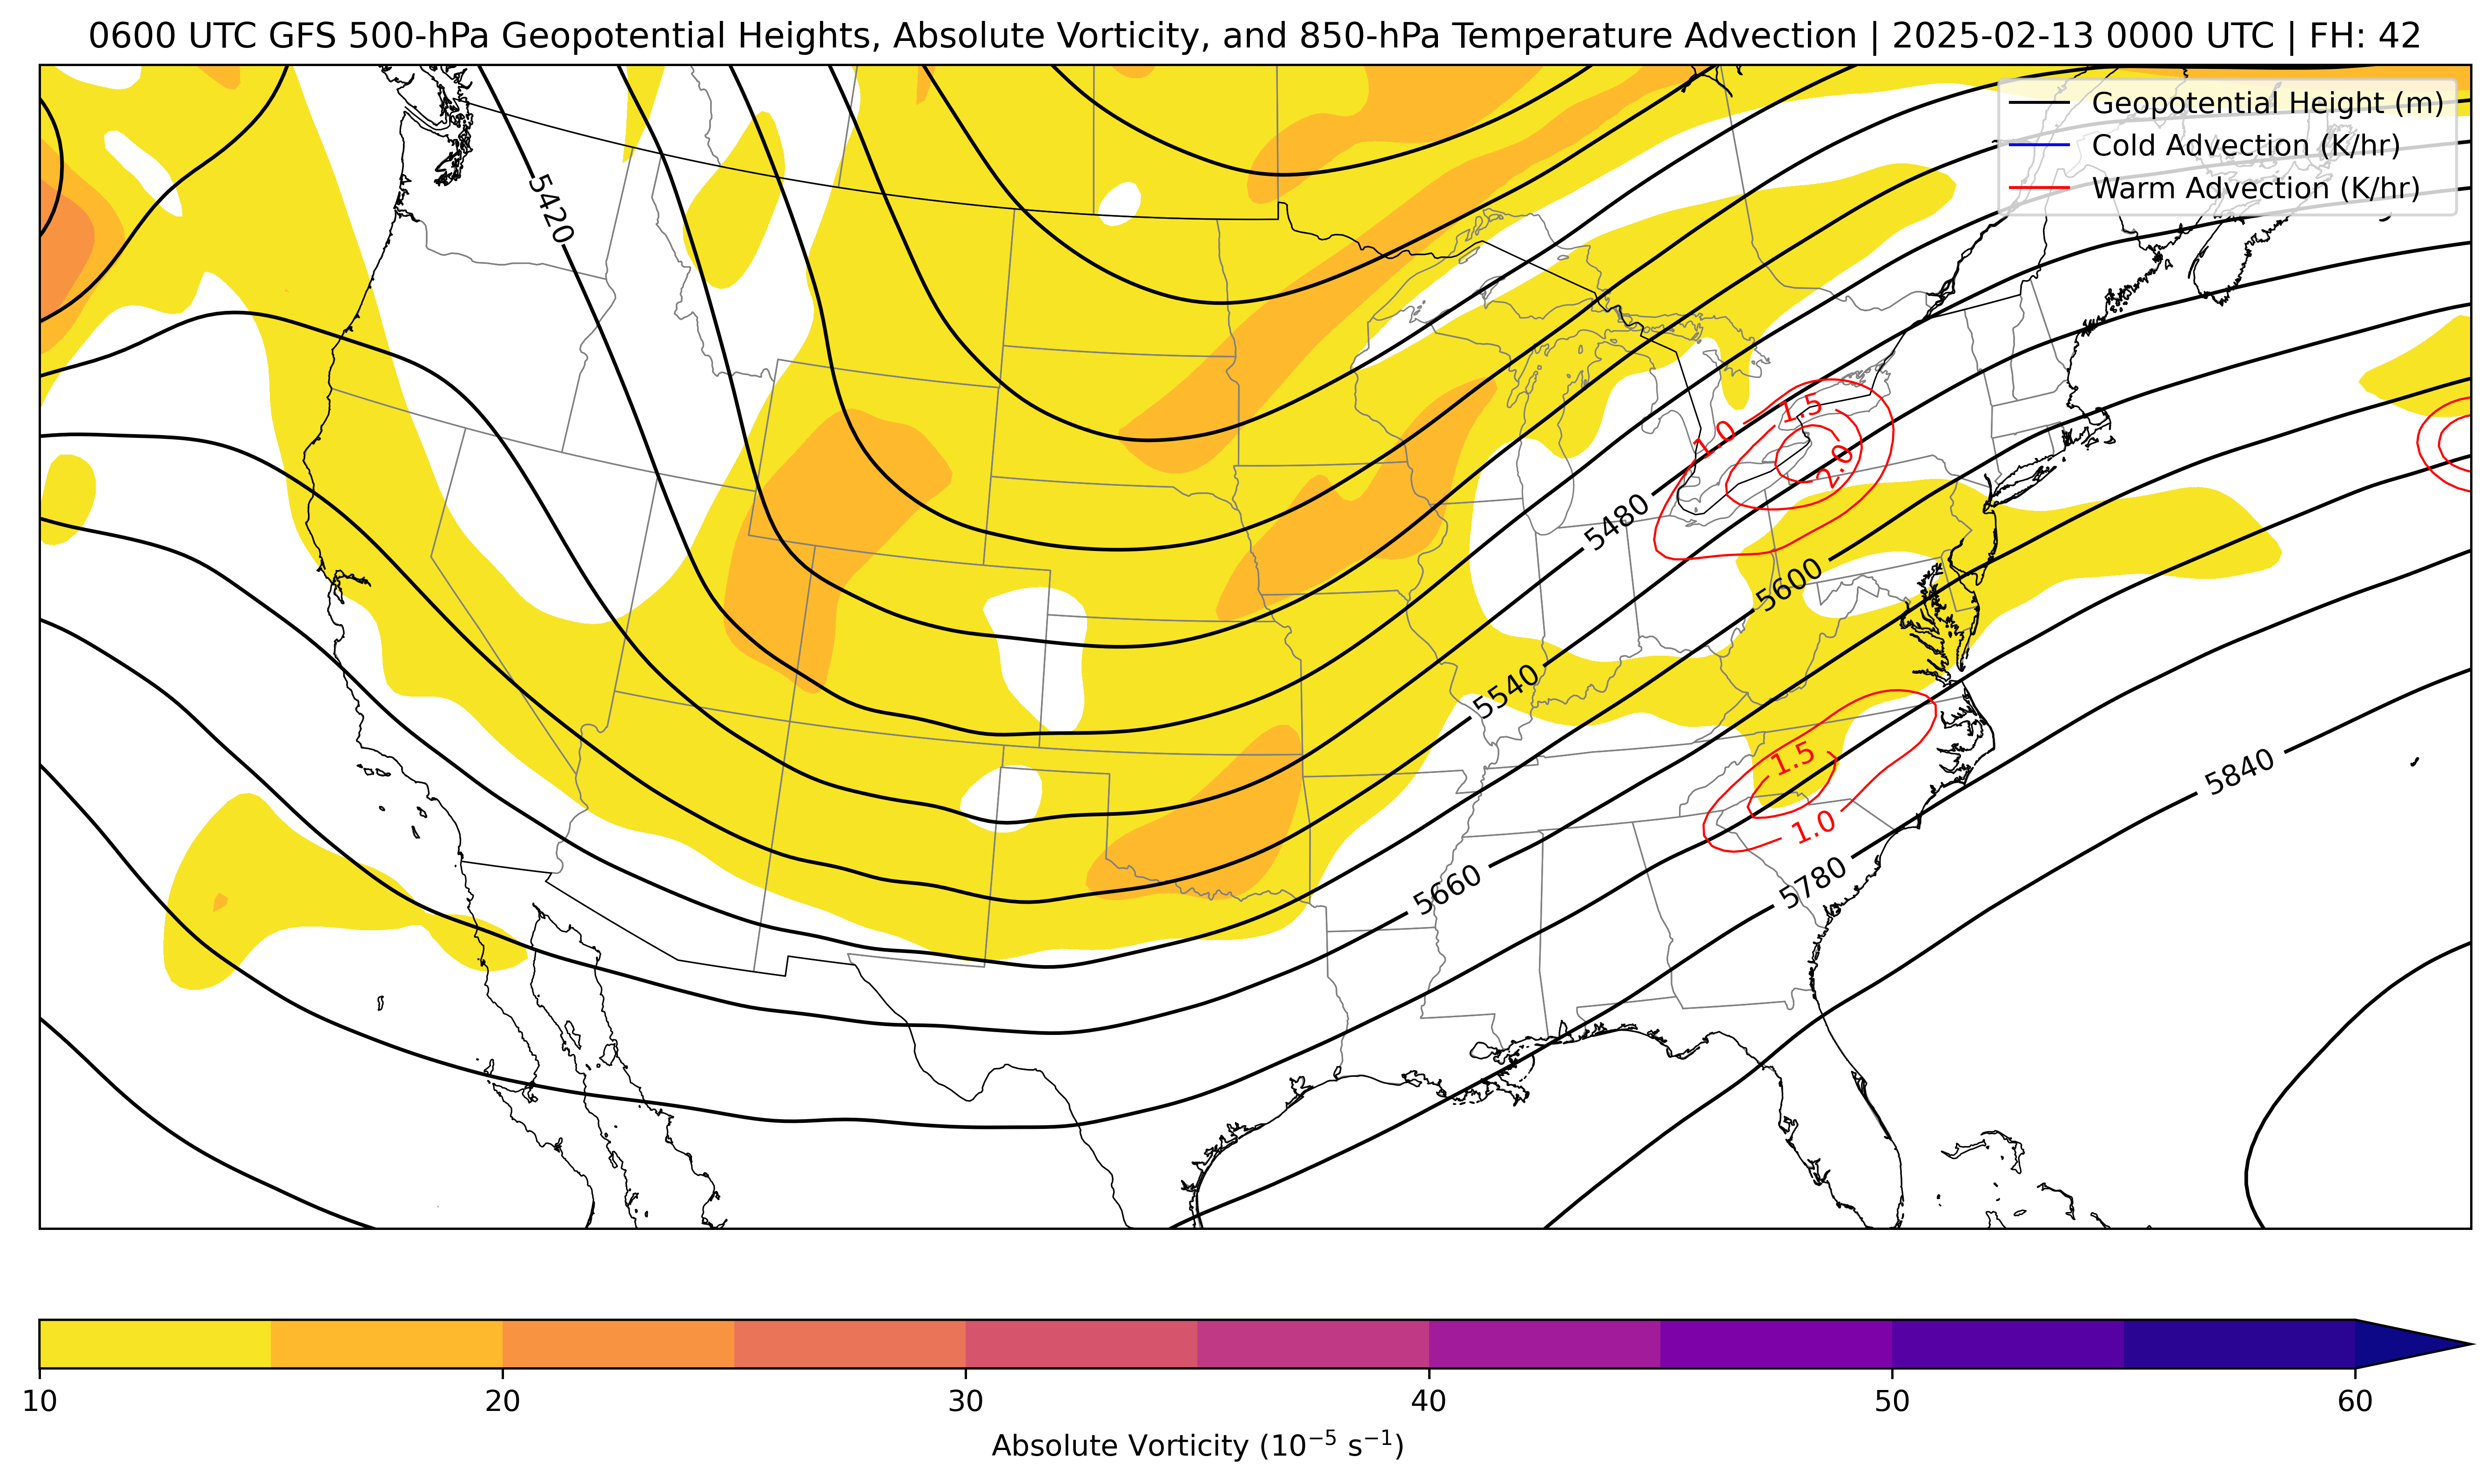 0600 UTC GFS 500-hPa Geopotential Heights, Absolute Vorticity, and 850-hPa Temperature Advection | 2025-02-13 0000 UTC | FH: 42
Geopotential Height (m)
Cold Advection (K/hr)
Warm Advection (K/hr)
5420
1.5
1.0
2.0
5480
5600
5540
1.5
5840
1.0
5780
5660
10 20 30 40 50 60
Absolute Vorticity (10⁻⁵ s⁻¹)